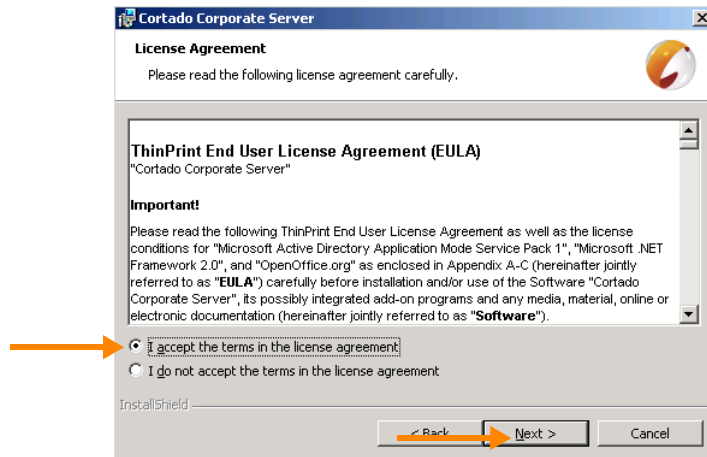 Cortado Corporate Server
License Agreement
Please read the following license agreement carefully.
ThinPrint End User License Agreement (EULA)
"Cortado Corporate Server"
Important!
Please read the following ThinPrint End User License Agreement as well as the license
conditions for "Microsoft Active Directory Application Mode Service Pack 1", "Microsoft .NET
Framework 2.0", and "OpenOffice.org" as enclosed in Appendix A-C (hereinafter jointly
referred to as "EULA") carefully before installation and/or use of the Software "Cortado
Corporate Server", its possibly integrated add-on programs and any media, material, online or
electronic documentation (hereinafter jointly referred to as "Software").
I accept the terms in the license agreement
I do not accept the terms in the license agreement
InstallShield
< Back Next > Cancel